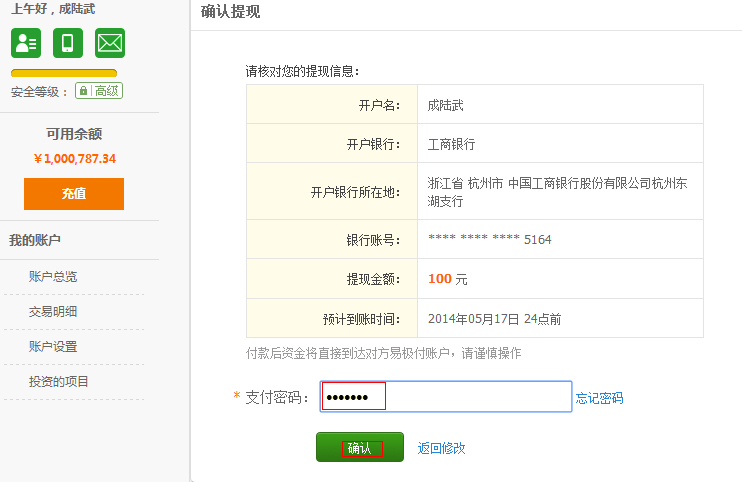 上午好，成陆武
安全等级：
高级
可用余额
￥1,000,787.34
充值
我的账户
账户总览
交易明细
账户设置
投资的项目
确认提现
请核对您的提现信息：
开户名： 成陆武
开户银行： 工商银行
开户银行所在地： 浙江省 杭州市 中国工商银行股份有限公司杭州东
湖支行
银行账号： **** **** **** 5164
提现金额： 100 元
预计到账时间： 2014年05月17日 24点前
付款后资金将直接到达对方易极付账户，请谨慎操作
* 支付密码： ●●●●●●● 忘记密码
确认 返回修改